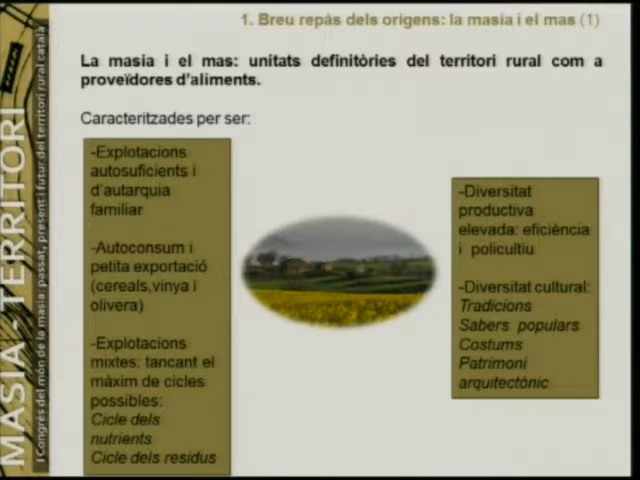 1. Breu repàs dels orígens: la masia i el mas (1)
La masia i el mas: unitats definitòries del territori rural com a
proveïdores d'aliments.
Caracteritzades per ser:
-Explotacions
autosuficients i
d'autarquia
familiar
-Autoconsum i
petita exportació
(cereals,vinya i
olivera)
-Explotacions
mixtes: tancant el
màxim de cicles
possibles:
Cicle dels
nutrients
Cicle dels residus
-Diversitat
productiva
elevada: eficiència
i policultiu
-Diversitat cultural:
Tradicions
Sabers populars
Costums
Patrimoni
arquitectònic
MASIA I TERRITORI
I Congrés del món de la masia: passat, present i futur del territori rural català